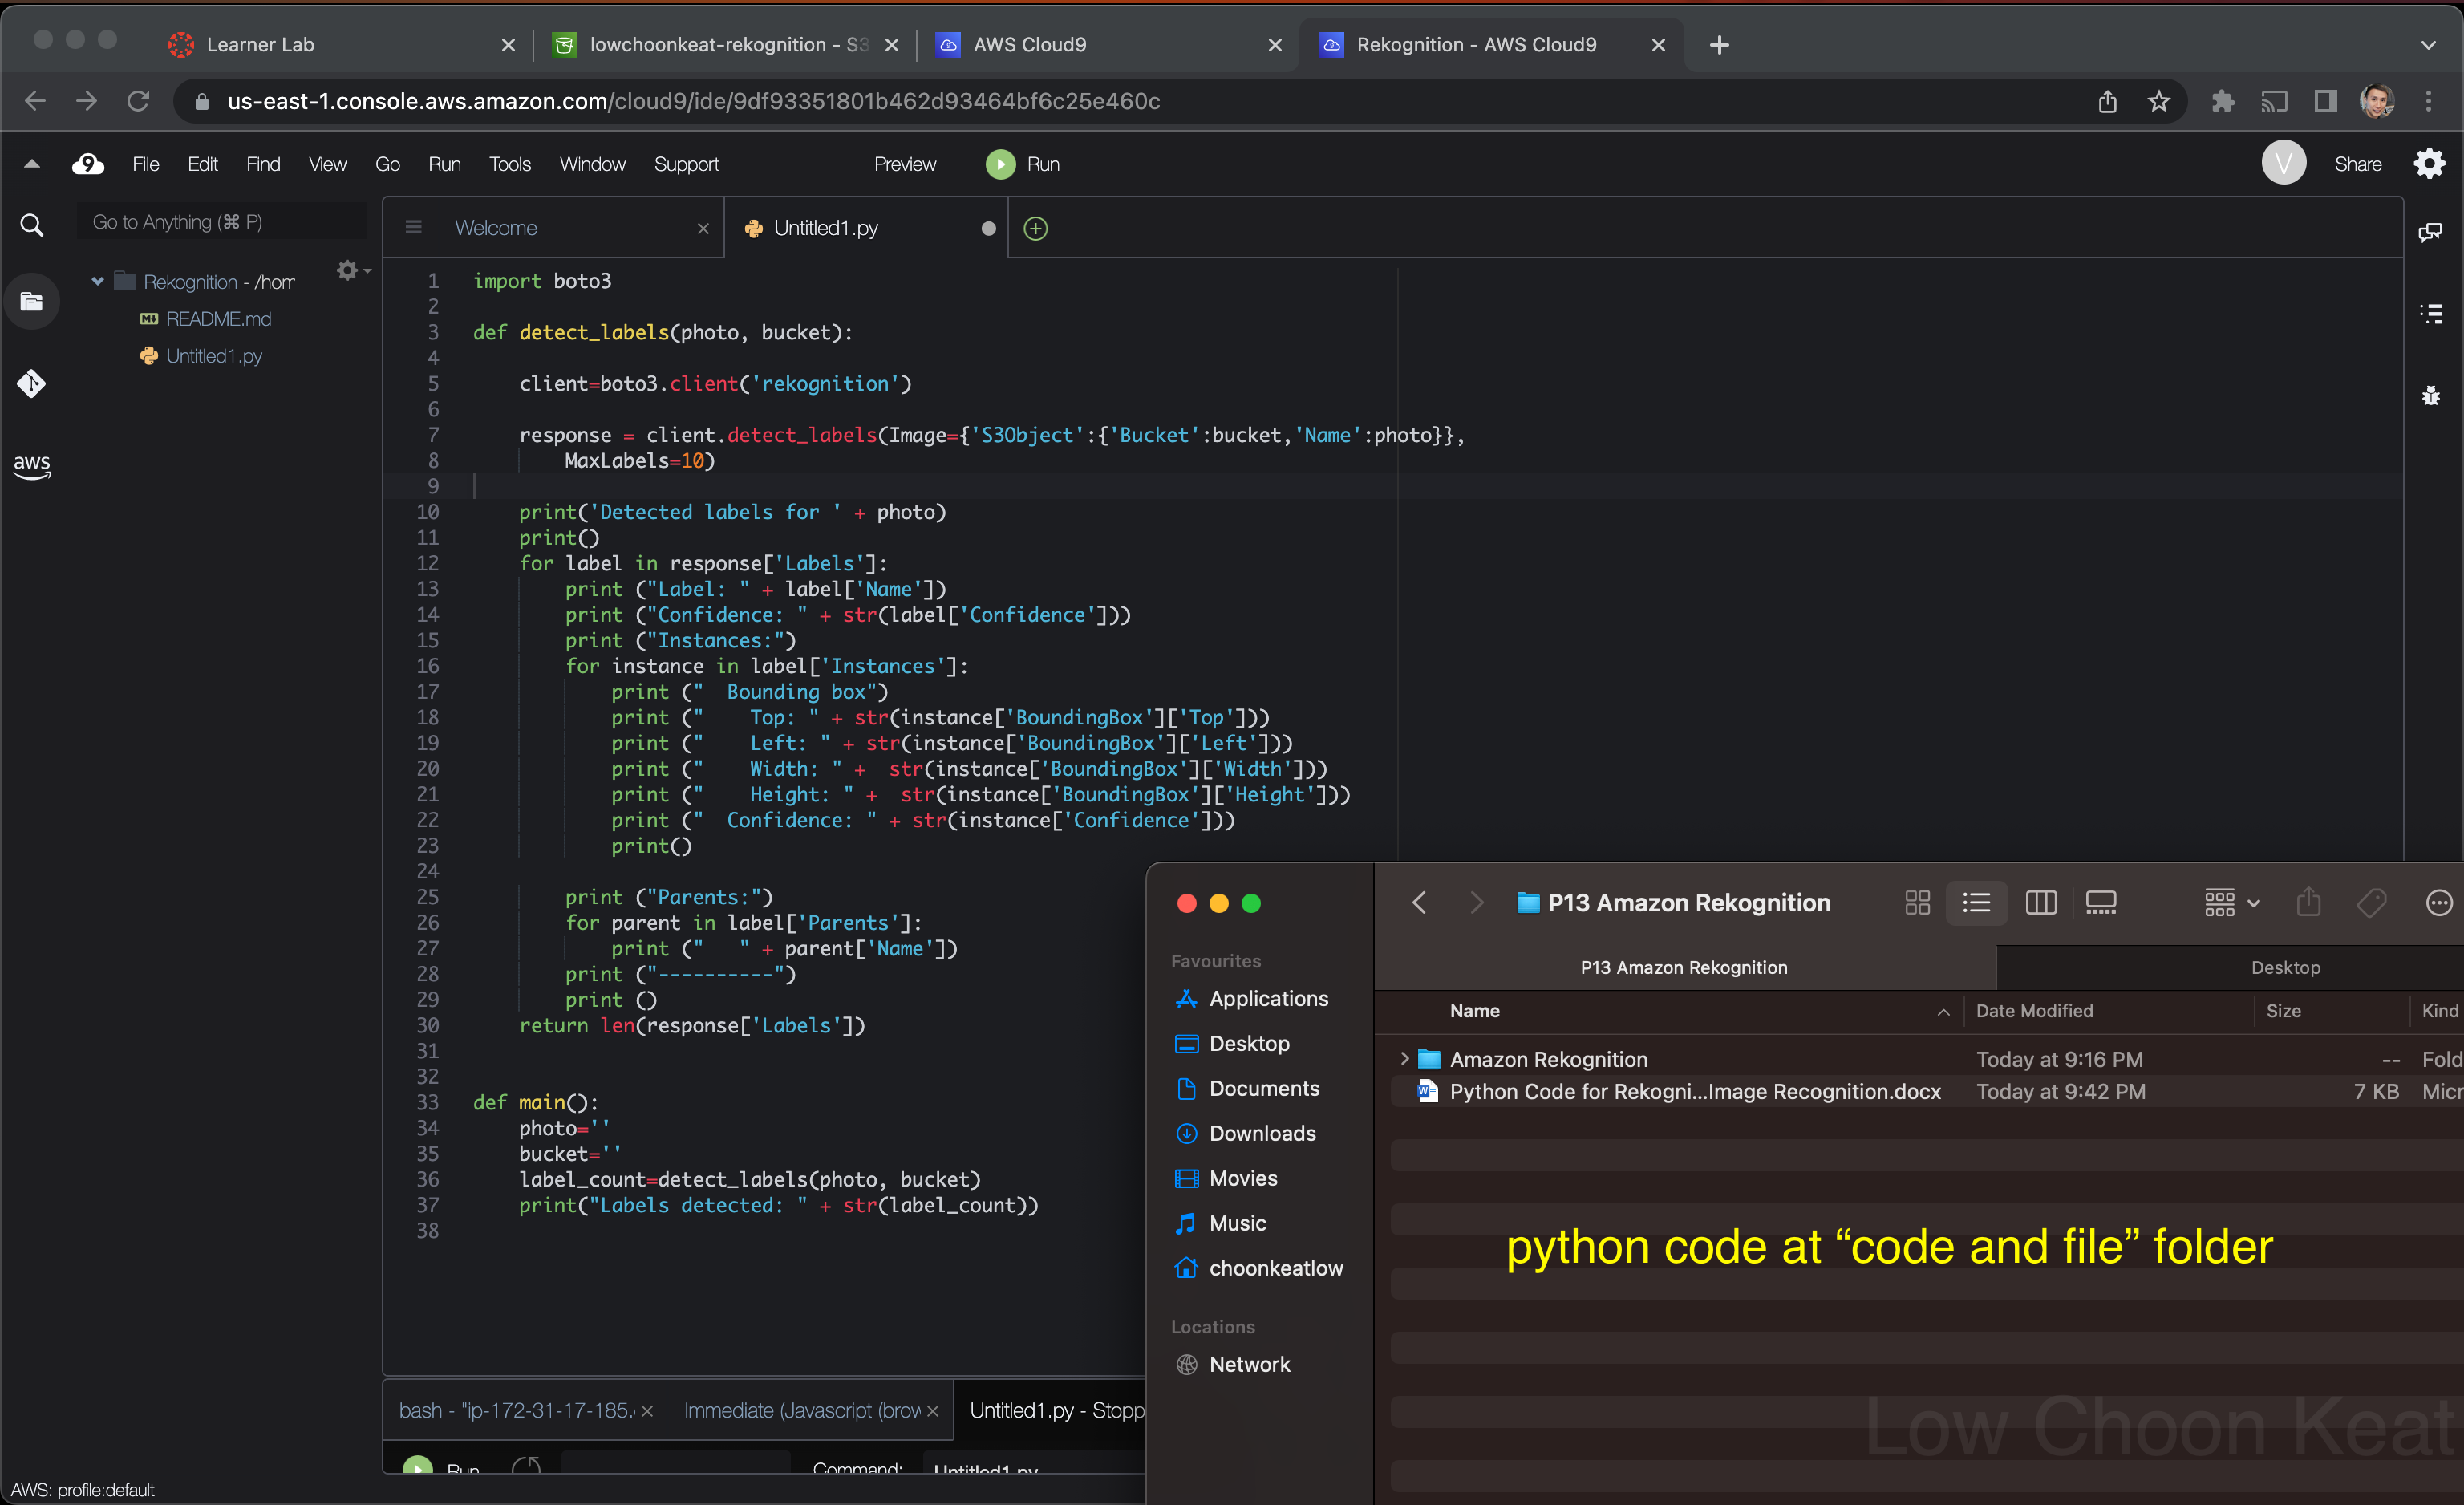 Learner Lab
lowchoonkeat-rekognition - S3
AWS Cloud9
Rekognition - AWS Cloud9
us-east-1.console.aws.amazon.com/cloud9/ide/9df93351801b462d93464bf6c25e460c
9 File Edit Find View Go Run Tools Window Support Preview Run V Share
Go to Anything (⌘ P)
Rekognition - /hom
README.md
Untitled1.py
aws
Welcome
Untitled1.py
1 import boto3
2
3 def detect_labels(photo, bucket):
4
5     client=boto3.client('rekognition')
6
7     response = client.detect_labels(Image={'S3Object':{'Bucket':bucket,'Name':photo}},
8         MaxLabels=10)
9
10     print('Detected labels for ' + photo)
11     print()
12     for label in response['Labels']:
13         print ("Label: " + label['Name'])
14         print ("Confidence: " + str(label['Confidence']))
15         print ("Instances:")
16         for instance in label['Instances']:
17             print ("  Bounding box")
18             print ("    Top: " + str(instance['BoundingBox']['Top']))
19             print ("    Left: " + str(instance['BoundingBox']['Left']))
20             print ("    Width: " +  str(instance['BoundingBox']['Width']))
21             print ("    Height: " +  str(instance['BoundingBox']['Height']))
22             print ("  Confidence: " + str(instance['Confidence']))
23             print()
24
25         print ("Parents:")
26         for parent in label['Parents']:
27             print ("   " + parent['Name'])
28         print ("----------")
29         print ()
30     return len(response['Labels'])
31
32
33 def main():
34     photo=''
35     bucket=''
36     label_count=detect_labels(photo, bucket)
37     print("Labels detected: " + str(label_count))
38
bash - "ip-172-31-17-185.
Immediate (Javascript (brow
Untitled1.py - Stopp
Run
Command:
Untitled1.py
AWS: profile:default
P13 Amazon Rekognition
Favourites
Applications
Desktop
Documents
Downloads
Movies
Music
choonkeatlow
Locations
Network
P13 Amazon Rekognition
Desktop
Name Date Modified Size Kind
Amazon Rekognition Today at 9:16 PM -- Fold
Python Code for Rekogni...Image Recognition.docx Today at 9:42 PM 7 KB Micr
python code at “code and file” folder
Low Choon Keat